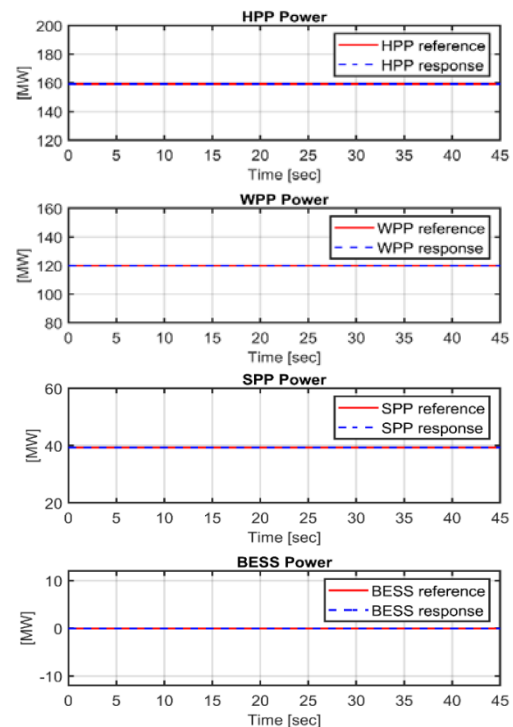 HPP Power
200
180
160
140
120
[MW]
HPP reference
HPP response
0 5 10 15 20 25 30 35 40 45
Time [sec]
WPP Power
160
140
120
100
80
[MW]
WPP reference
WPP response
0 5 10 15 20 25 30 35 40 45
Time [sec]
SPP Power
60
40
20
[MW]
SPP reference
SPP response
0 5 10 15 20 25 30 35 40 45
Time [sec]
BESS Power
10
0
-10
[MW]
BESS reference
BESS response
0 5 10 15 20 25 30 35 40 45
Time [sec]